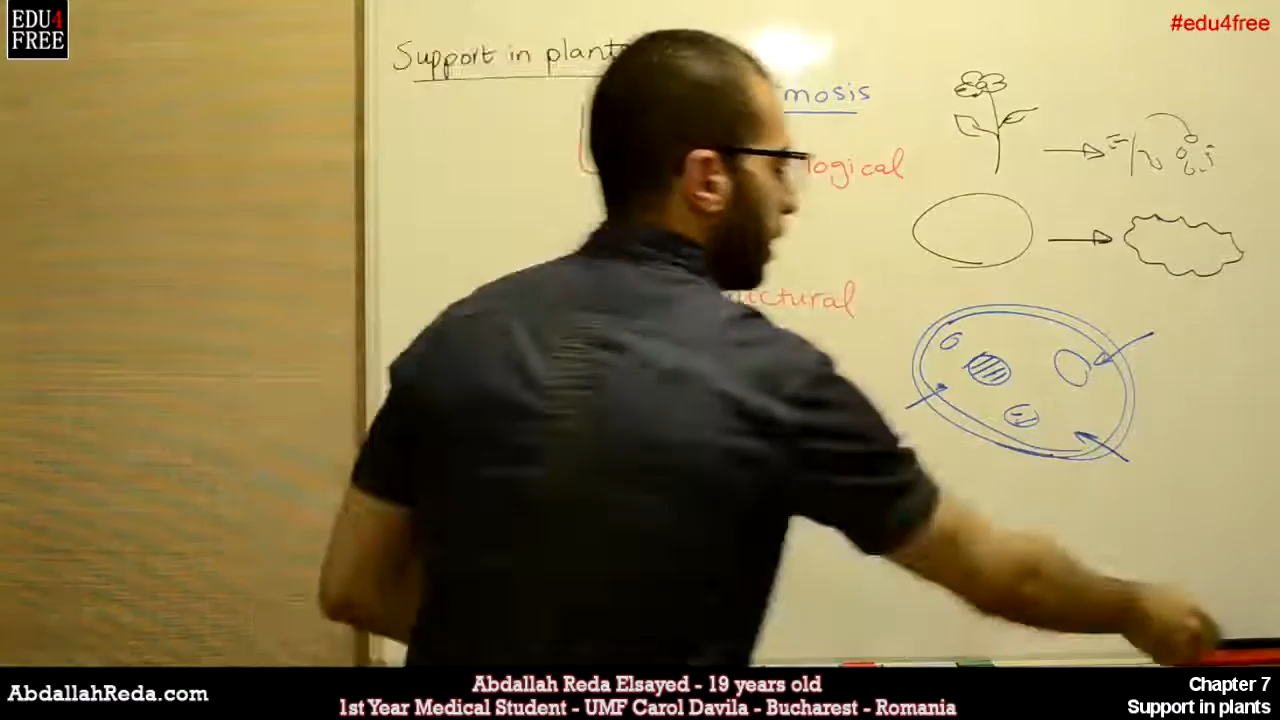 EDU4
FREE
#edu4free
Support in plant
mosis
logical
uctural
AbdallahReda.com
Abdallah Reda Elsayed - 19 years old
1st Year Medical Student - UMF Carol Davila - Bucharest - Romania
Chapter 7
Support in plants